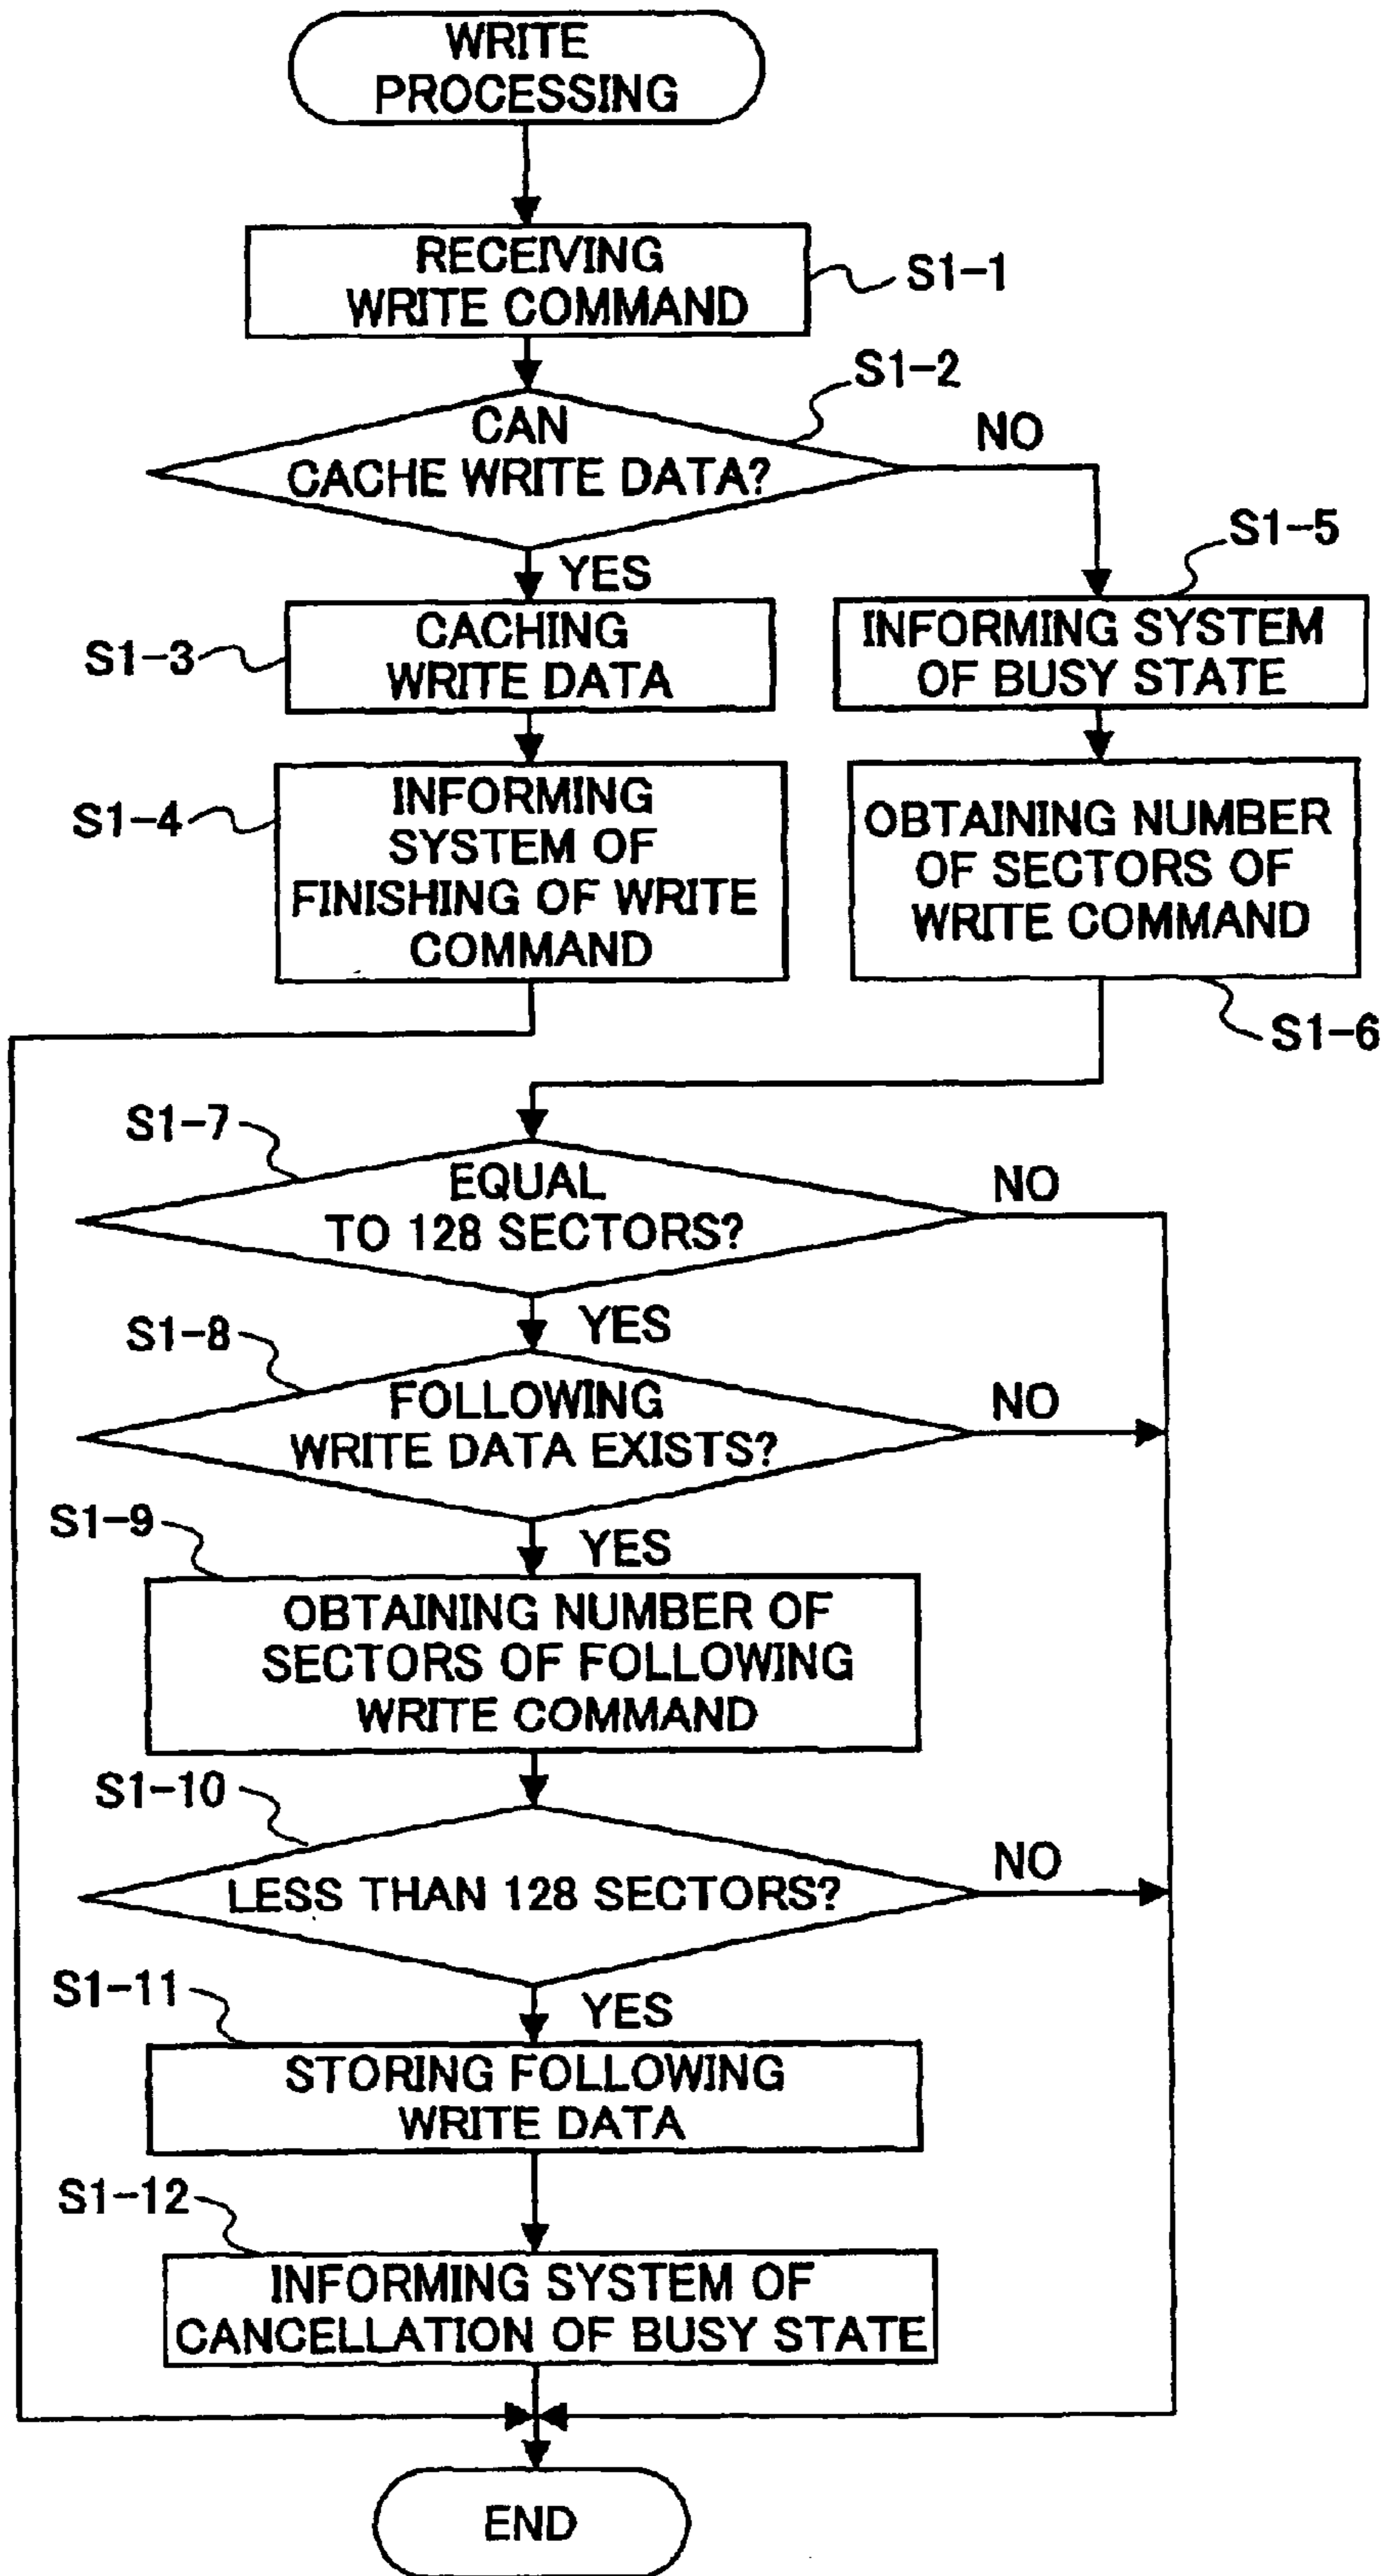 WRITE
PROCESSING
RECEIVING
WRITE COMMAND
S1-1
S1-2
CAN
CACHE WRITE DATA?
NO
YES
S1-5
S1-3
CACHING
WRITE DATA
INFORMING SYSTEM
OF BUSY STATE
S1-4
INFORMING
SYSTEM OF
FINISHING OF WRITE
COMMAND
OBTAINING NUMBER
OF SECTORS OF
WRITE COMMAND
S1-6
S1-7
EQUAL
TO 128 SECTORS?
NO
YES
S1-8
FOLLOWING
WRITE DATA EXISTS?
NO
YES
S1-9
OBTAINING NUMBER OF
SECTORS OF FOLLOWING
WRITE COMMAND
S1-10
LESS THAN 128 SECTORS?
NO
YES
S1-11
STORING FOLLOWING
WRITE DATA
S1-12
INFORMING SYSTEM OF
CANCELLATION OF BUSY STATE
END